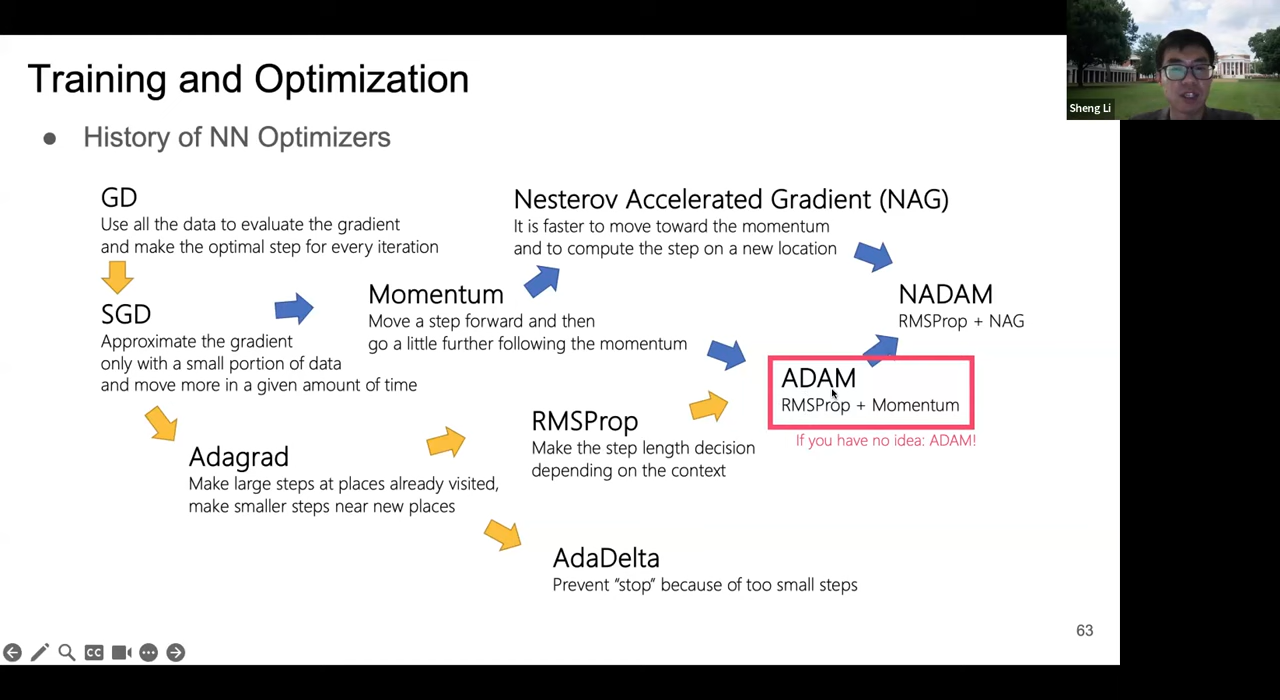 Sheng Li
Training and Optimization
● History of NN Optimizers
GD
Use all the data to evaluate the gradient
and make the optimal step for every iteration
Nesterov Accelerated Gradient (NAG)
It is faster to move toward the momentum
and to compute the step on a new location
SGD
Approximate the gradient
only with a small portion of data
and move more in a given amount of time
Momentum
Move a step forward and then
go a little further following the momentum
NADAM
RMSProp + NAG
ADAM
RMSProp + Momentum
If you have no idea: ADAM!
Adagrad
Make large steps at places already visited,
make smaller steps near new places
RMSProp
Make the step length decision
depending on the context
AdaDelta
Prevent "stop" because of too small steps
63
CC